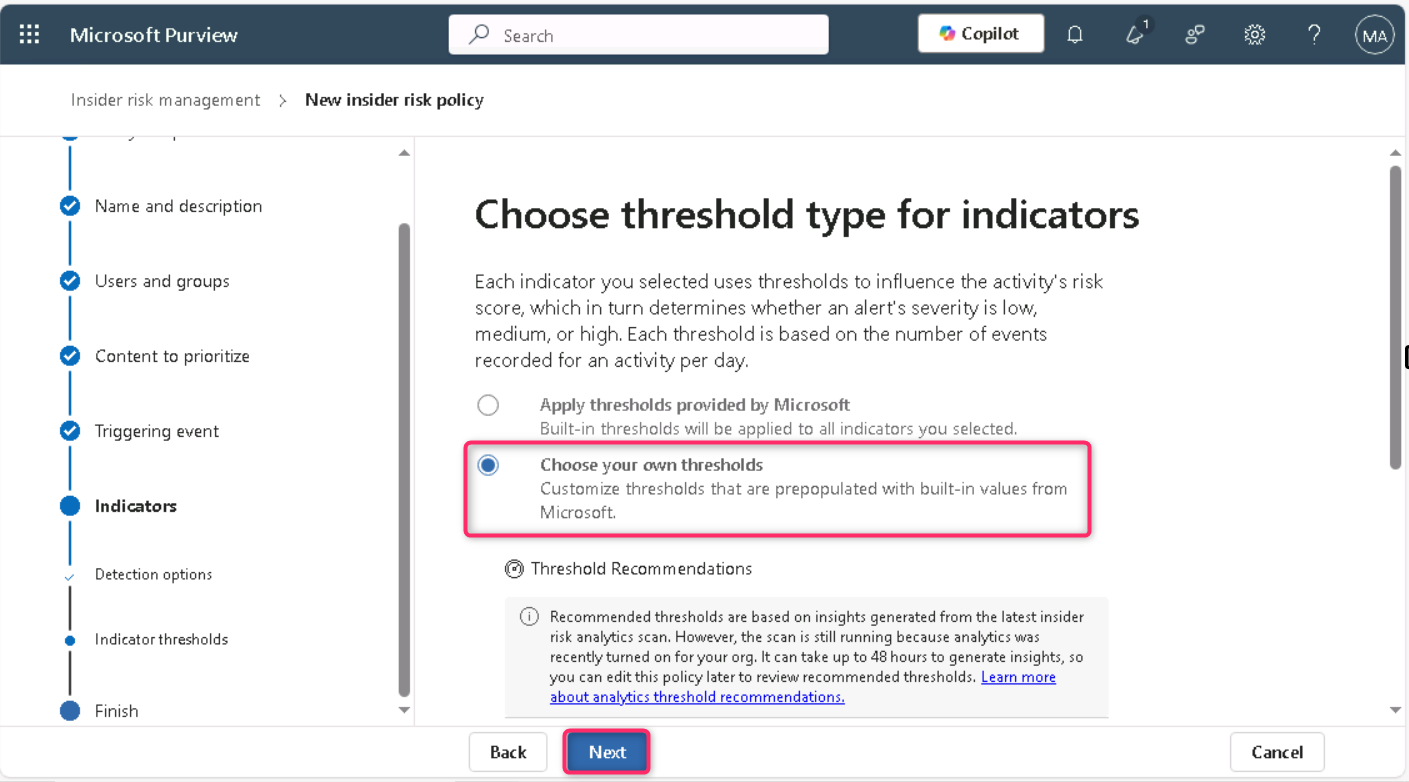 Microsoft Purview
Search
Copilot
1
MA
Insider risk management > New insider risk policy
Name and description
Users and groups
Content to prioritize
Triggering event
Indicators
Detection options
Indicator thresholds
Finish
Choose threshold type for indicators
Each indicator you selected uses thresholds to influence the activity's risk
score, which in turn determines whether an alert's severity is low,
medium, or high. Each threshold is based on the number of events
recorded for an activity per day.
Apply thresholds provided by Microsoft
Built-in thresholds will be applied to all indicators you selected.
Choose your own thresholds
Customize thresholds that are prepopulated with built-in values from
Microsoft.
Threshold Recommendations
Recommended thresholds are based on insights generated from the latest insider
risk analytics scan. However, the scan is still running because analytics was
recently turned on for your org. It can take up to 48 hours to generate insights, so
you can edit this policy later to review recommended thresholds. Learn more
about analytics threshold recommendations.
Back
Next
Cancel